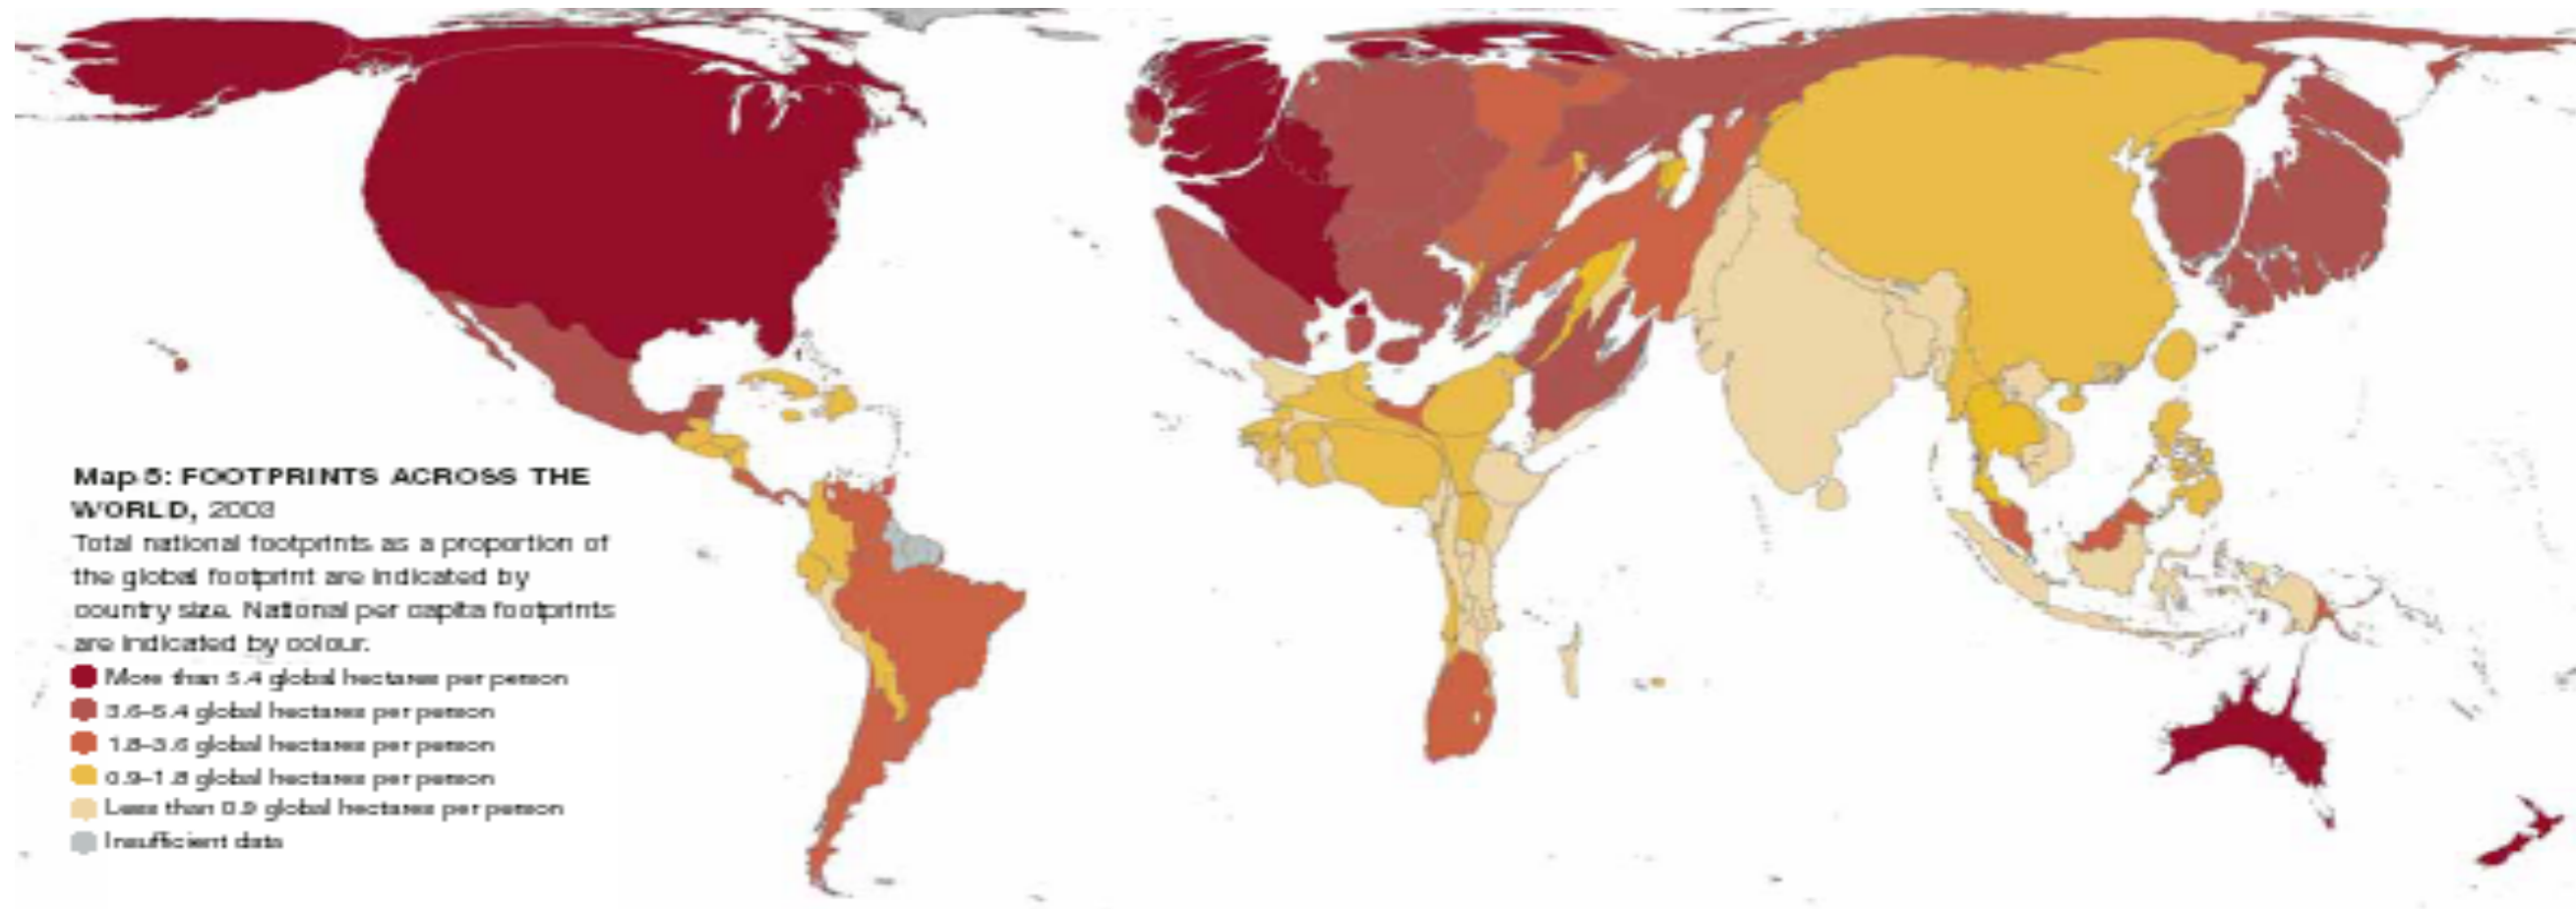 Map 5: FOOTPRINTS ACROSS THE
WORLD, 2003
Total national footprints as a proportion of
the global footprint are indicated by
country size. National per capita footprints
are indicated by colour.
More than 5.4 global hectares per person
3.6–5.4 global hectares per person
1.8–3.6 global hectares per person
0.9–1.8 global hectares per person
Less than 0.9 global hectares per person
Insufficient data